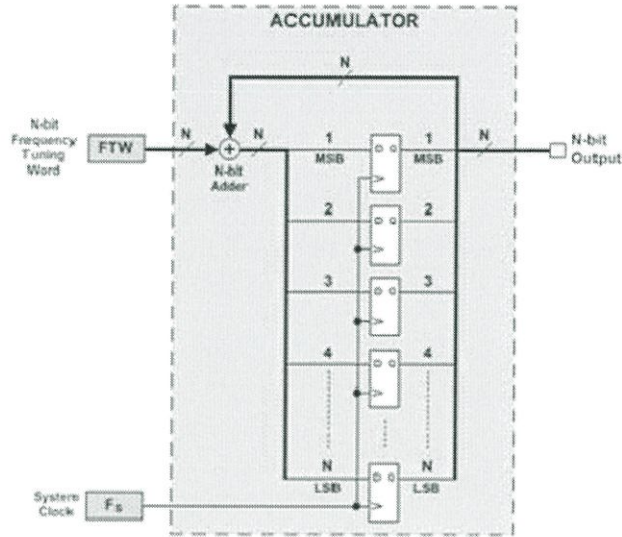 ACCUMULATOR
N
N-bit
Frequency
Tuning
Word
FTW
N
N
N-bit
Adder
1
MSB
1
MSB
N
N-bit
Output
2
2
3
3
4
4
N
LSB
N
LSB
System
Clock
Fs